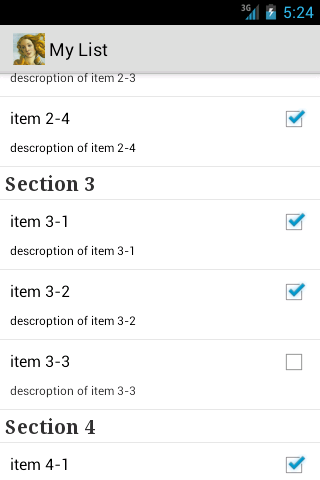 3G 5:24
My List
descroption of item 2-3
item 2-4
descroption of item 2-4
Section 3
item 3-1
descroption of item 3-1
item 3-2
descroption of item 3-2
item 3-3
descroption of item 3-3
Section 4
item 4-1